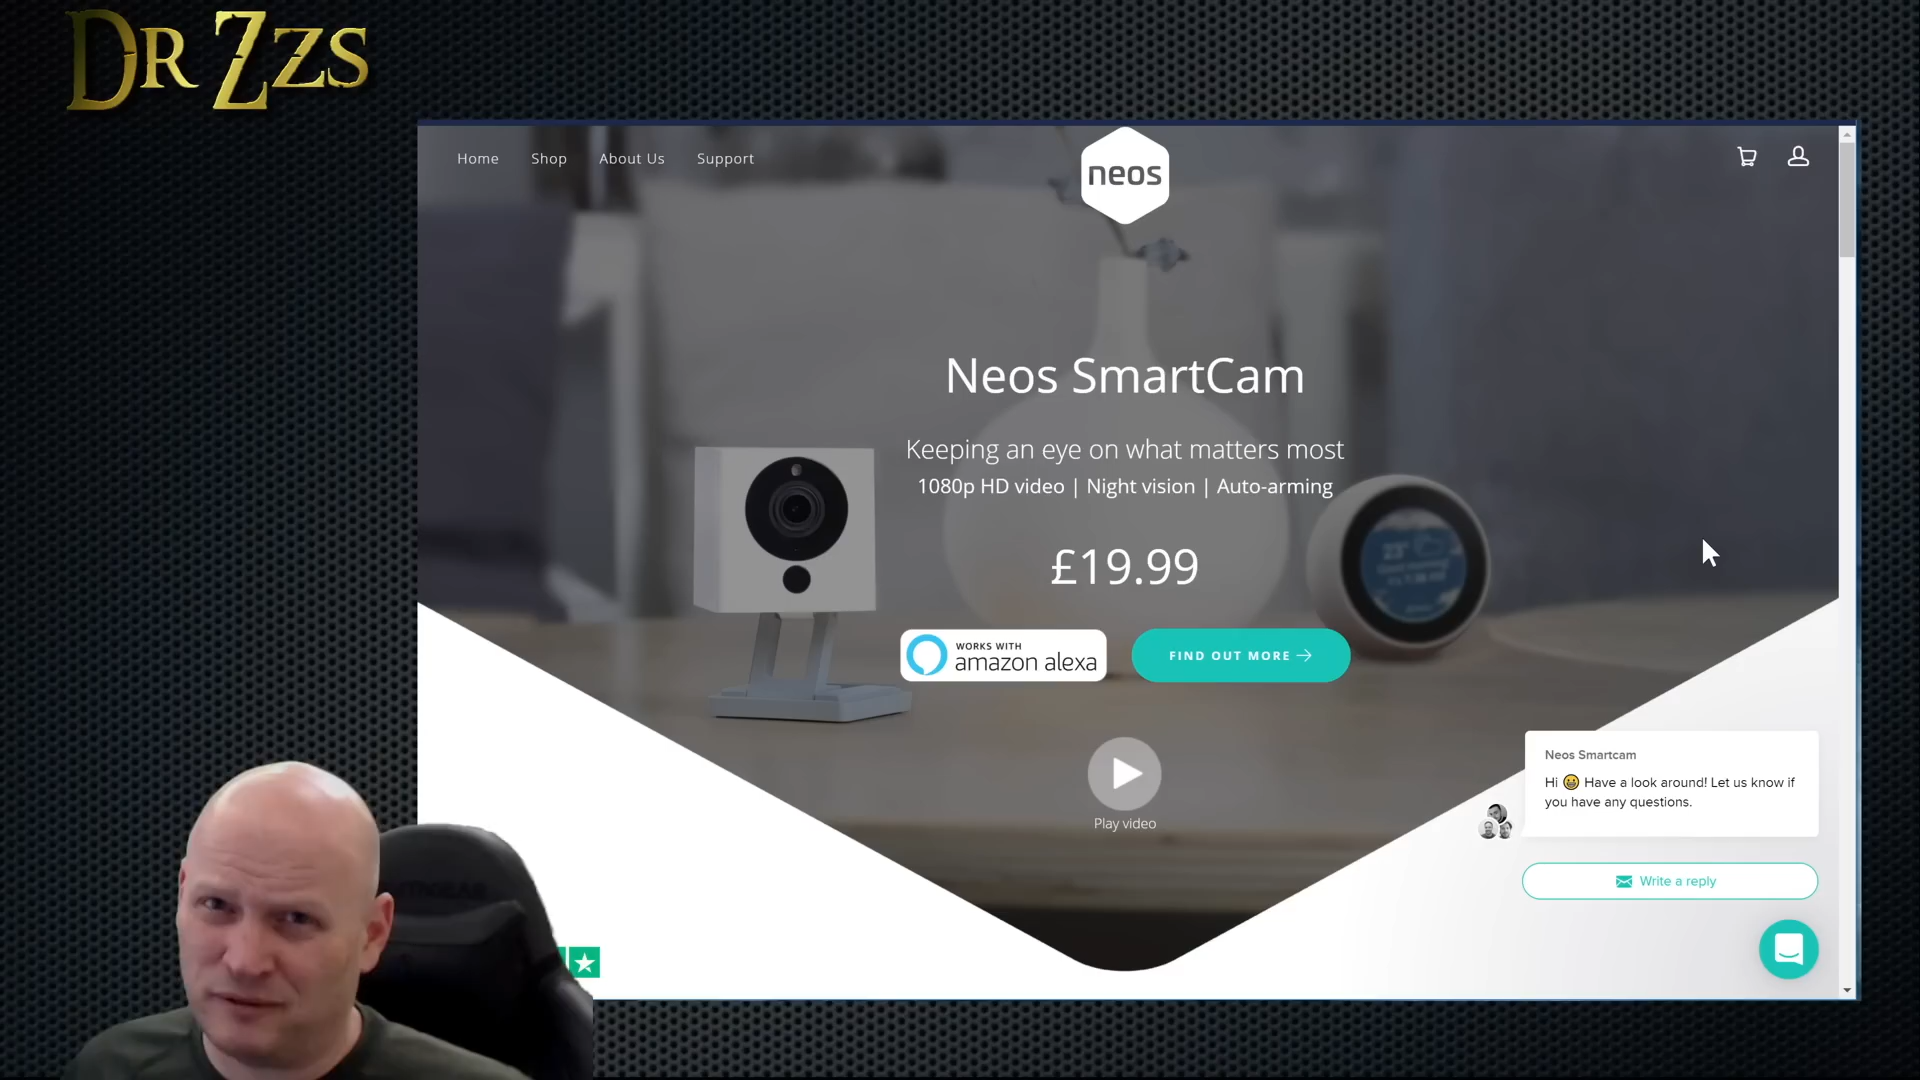 DR ZZS
Home Shop About Us Support
neos
Neos SmartCam
Keeping an eye on what matters most
1080p HD video | Night vision | Auto-arming
£19.99
WORKS WITH
amazon alexa
FIND OUT MORE →
Play video
Neos Smartcam
Hi 😀 Have a look around! Let us know if
you have any questions.
Write a reply